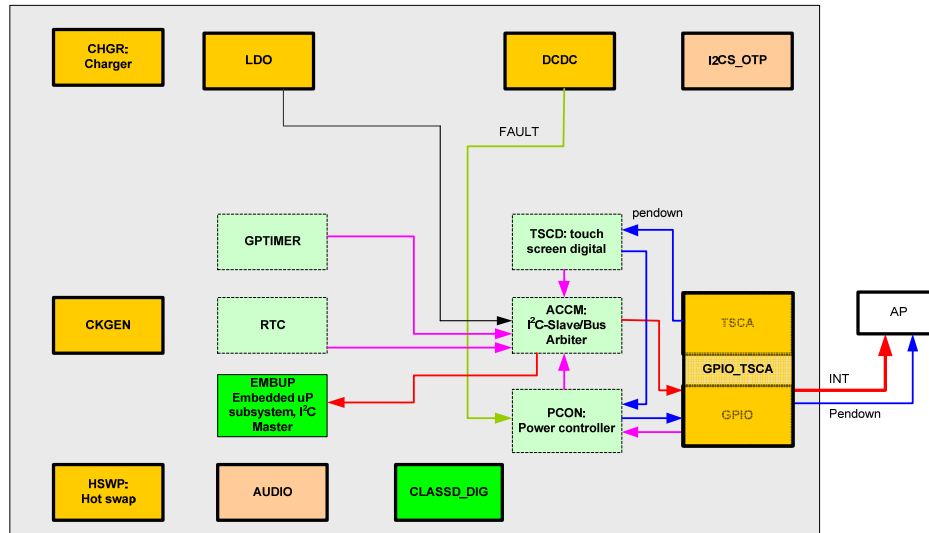 CHGR:
Charger
LDO
DCDC
I2CS_OTP
FAULT
pendown
GPTIMER
TSCD: touch
screen digital
CKGEN
RTC
ACCM:
I²C-Slave/Bus
Arbiter
TSCA
GPIO_TSCA
GPIO
AP
INT
Pendown
EMBUP
Embedded uP
subsystem, I²C
Master
PCON:
Power controller
HSWP:
Hot swap
AUDIO
CLASSD_DIG